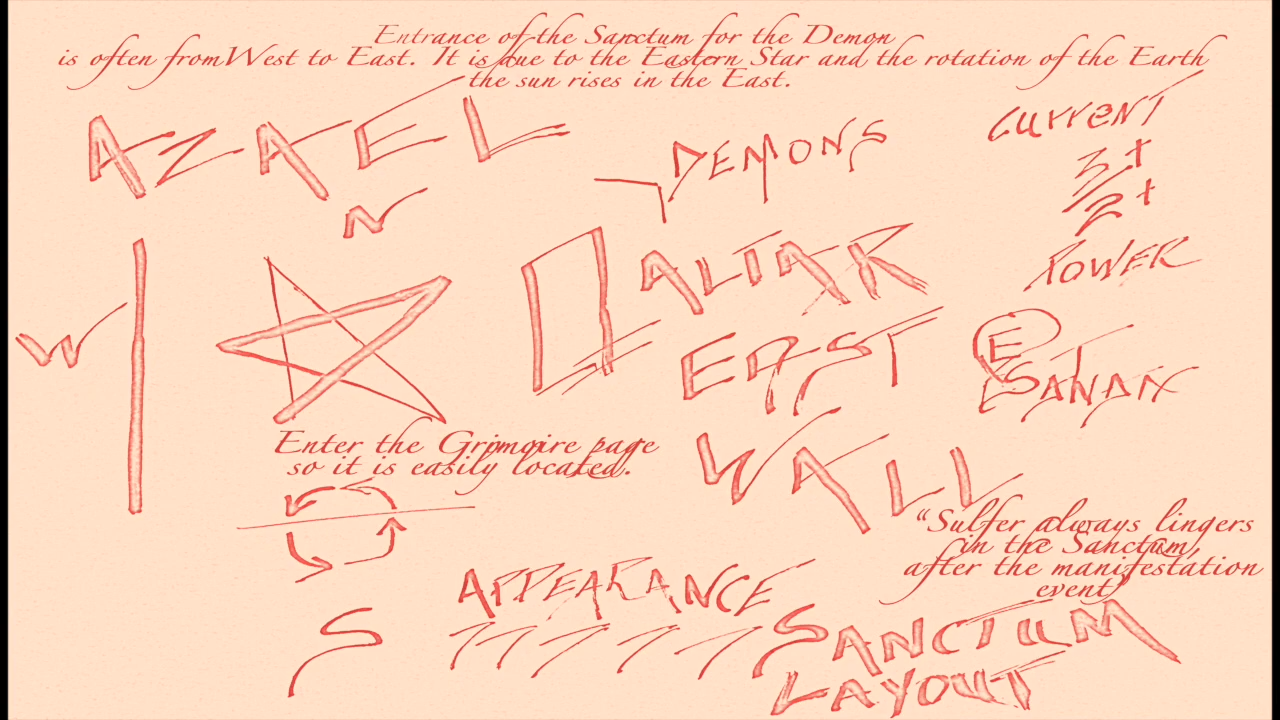 Entrance of the Sanctum for the Demon
is often fromWest to East. It is due to the Eastern Star and the rotation of the Earth
the sun rises in the East.
AZAEL
DEMONS
CURRENT
3+
2+
POWER
N
W
ALTAR
EAST
WALL
E
SATAN
Enter the Grimoire page
so it is easily located.
"Sulfer always lingers
in the Sanctum,
after the manifestation
event"
APPEARANCE
S
SANCTUM
LAYOUT